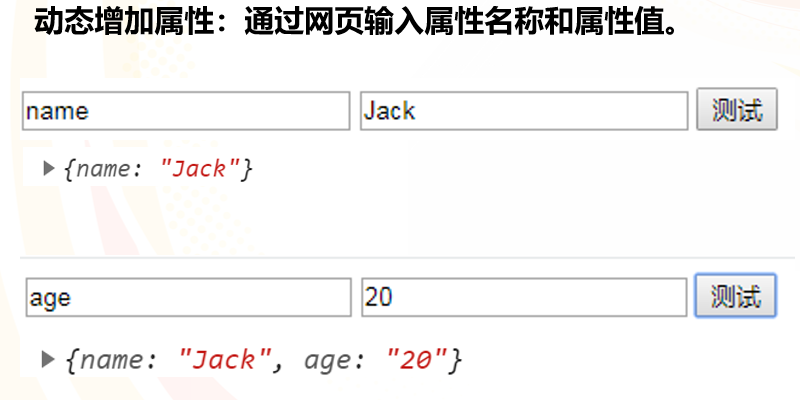 动态增加属性：通过网页输入属性名称和属性值。
name Jack 测试
{name: "Jack"}
age 20 测试
{name: "Jack", age: "20"}